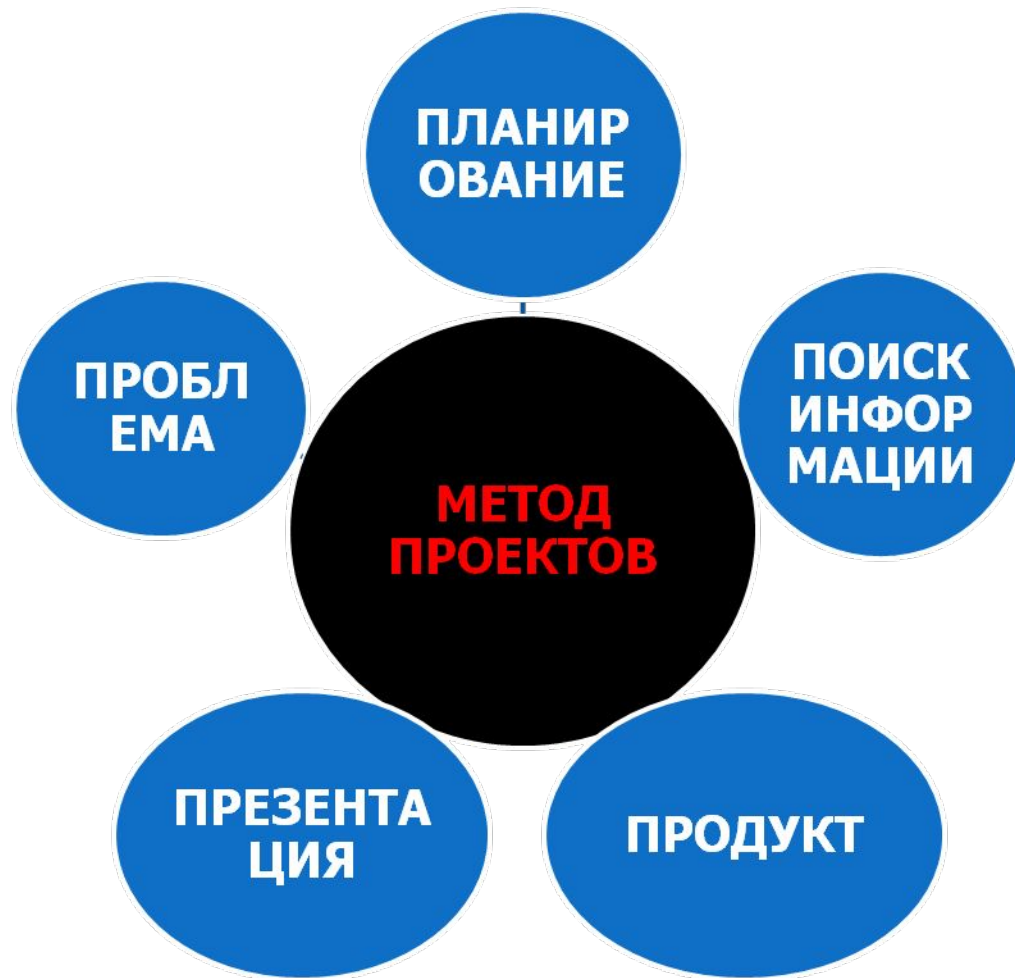 ПЛАНИР
ОВАНИЕ
ПРОБЛ
ЕМА
ПОИСК
ИНФОР
МАЦИИ
МЕТОД
ПРОЕКТОВ
ПРЕЗЕНТА
ЦИЯ
ПРОДУКТ